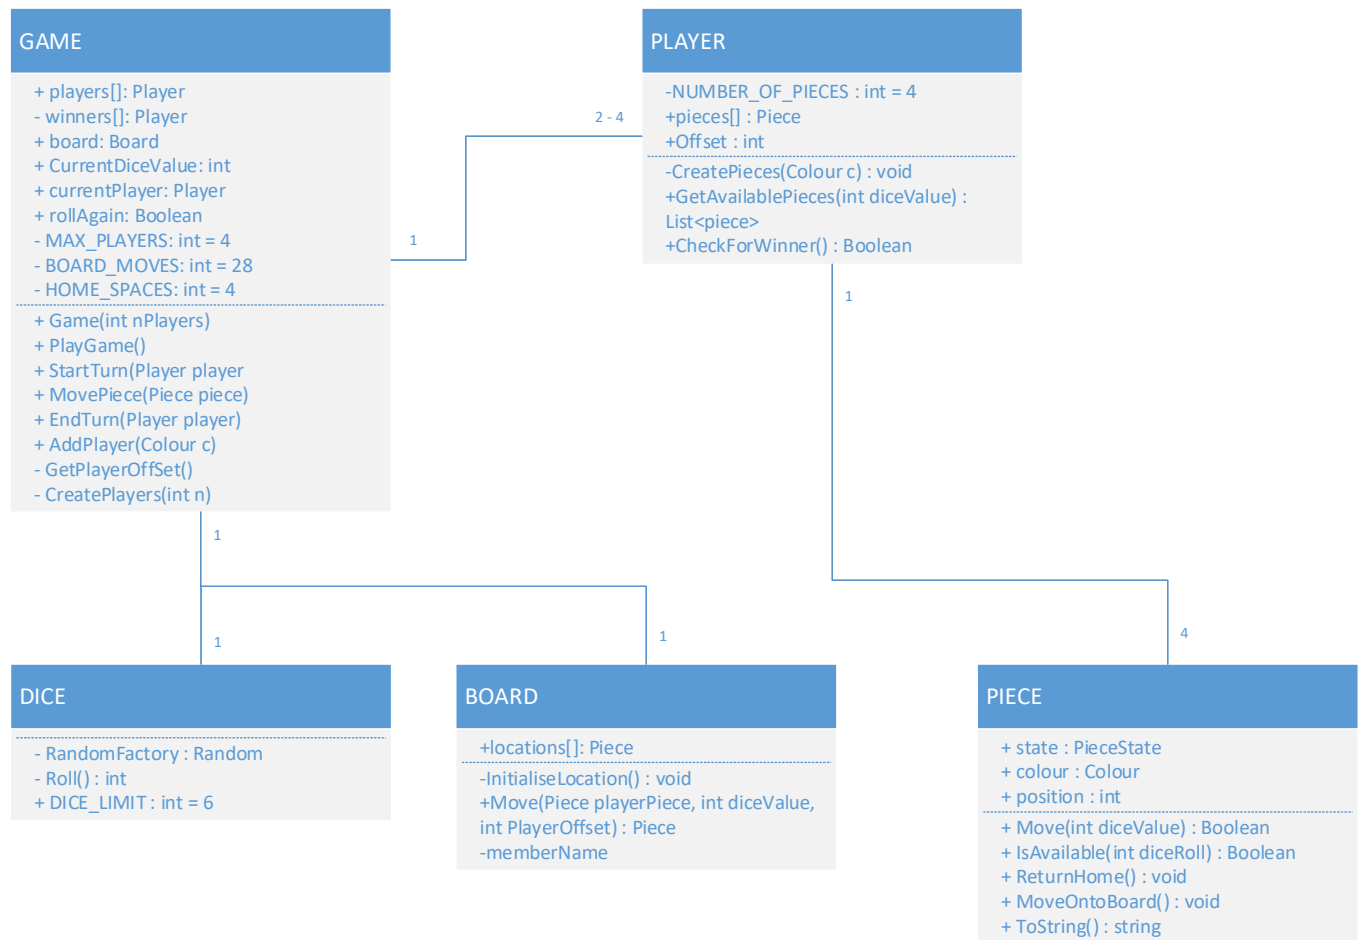 GAME
+ players[]: Player
- winners[]: Player
+ board: Board
+ CurrentDiceValue: int
+ currentPlayer: Player
+ rollAgain: Boolean
- MAX_PLAYERS: int = 4
- BOARD_MOVES: int = 28
- HOME_SPACES: int = 4
+ Game(int nPlayers)
+ PlayGame()
+ StartTurn(Player player
+ MovePiece(Piece piece)
+ EndTurn(Player player)
+ AddPlayer(Colour c)
- GetPlayerOffSet()
- CreatePlayers(int n)
PLAYER
-NUMBER_OF_PIECES : int = 4
+pieces[] : Piece
+Offset : int
-CreatePieces(Colour c) : void
+GetAvailablePieces(int diceValue) :
List<piece>
+CheckForWinner() : Boolean
2 - 4
1
1
1
1
1
4
DICE
- RandomFactory : Random
- Roll() : int
+ DICE_LIMIT : int = 6
BOARD
+locations[]: Piece
-InitialiseLocation() : void
+Move(Piece playerPiece, int diceValue,
int PlayerOffset) : Piece
-memberName
PIECE
+ state : PieceState
+ colour : Colour
+ position : int
+ Move(int diceValue) : Boolean
+ IsAvailable(int diceRoll) : Boolean
+ ReturnHome() : void
+ MoveOntoBoard() : void
+ ToString() : string